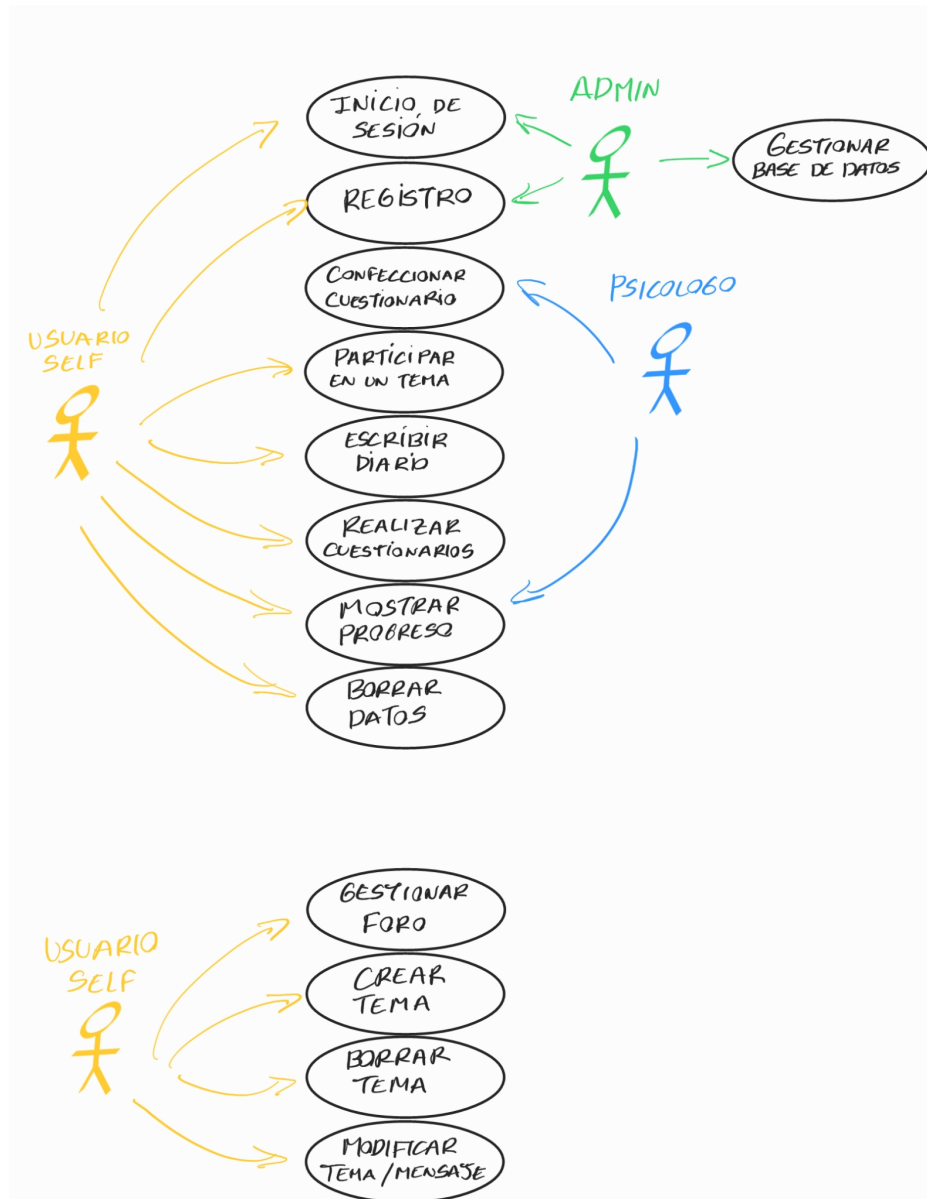 ADMIN
INICIO DE
SESIÓN
GESTIONAR
BASE DE DATOS
REGISTRO
CONFECCIONAR
CUESTIONARIO
PSICOLOGO
USUARIO
SELF
PARTICIPAR
EN UN TEMA
ESCRIBIR
DIARIO
REALIZAR
CUESTIONARIOS
MOSTRAR
PROGRESO
BORRAR
DATOS
GESTIONAR
FORO
USUARIO
SELF
CREAR
TEMA
BORRAR
TEMA
MODIFICAR
TEMA / MENSAJE